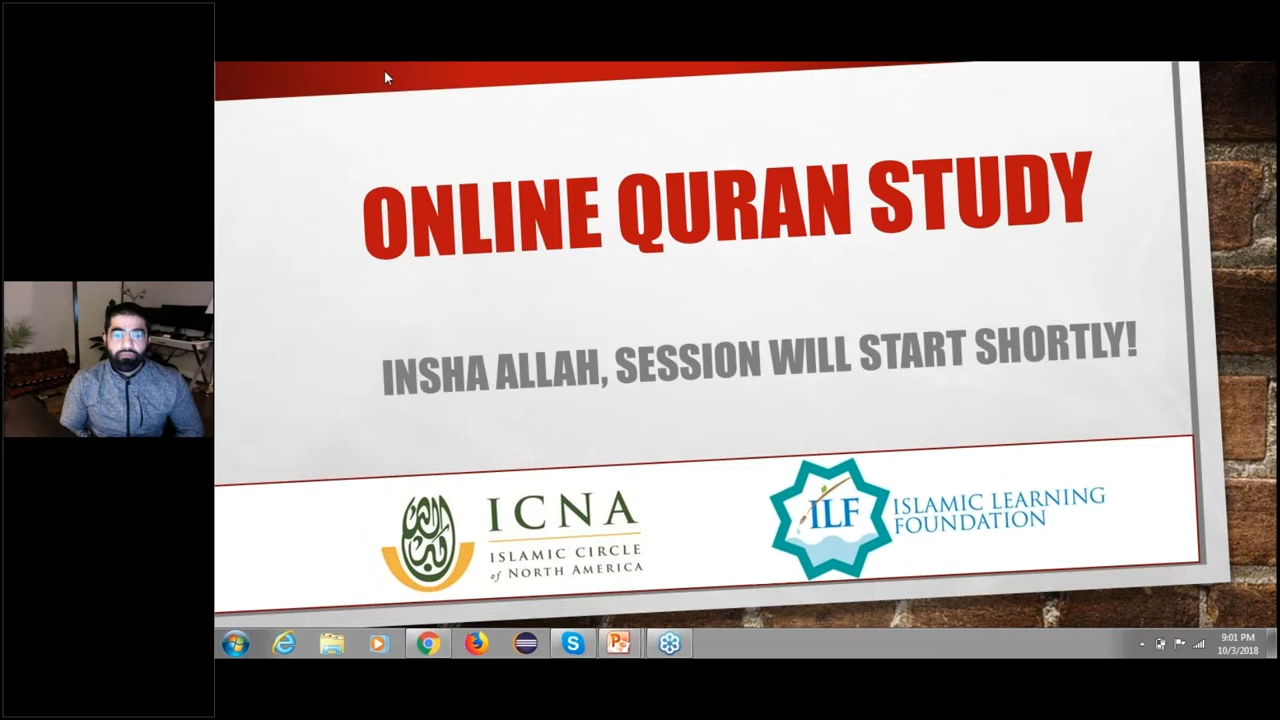 ONLINE QURAN STUDY
INSHA ALLAH, SESSION WILL START SHORTLY!
ICNA
ISLAMIC CIRCLE
of NORTH AMERICA
ILF
ISLAMIC LEARNING
FOUNDATION
9:01 PM
10/3/2018